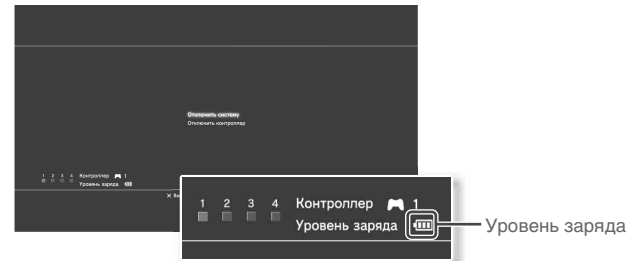 Отключить систему
Отключить контроллер
1 2 3 4 Контроллер 1
Уровень заряда
1 2 3 4 Контроллер 1
Уровень заряда
Уровень заряда